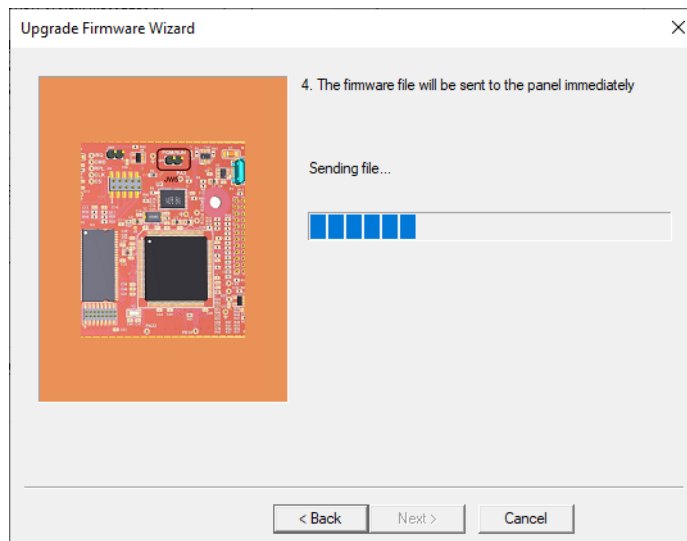 Upgrade Firmware Wizard
4. The firmware file will be sent to the panel immediately
Sending file...
JW5
< Back
Next >
Cancel